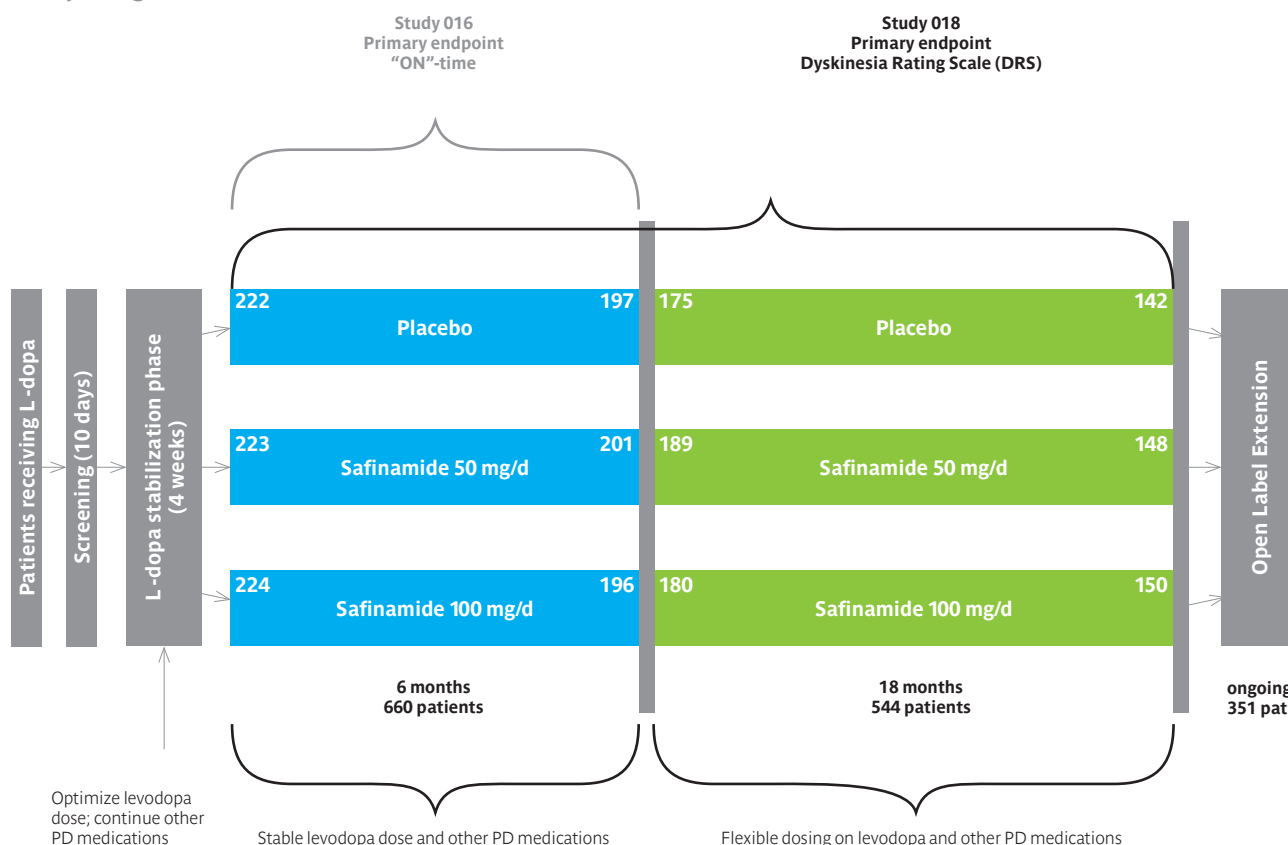 Study 016
Primary endpoint
“ON”-time
Study 018
Primary endpoint
Dyskinesia Rating Scale (DRS)
Patients receiving L-dopa
Screening (10 days)
L-dopa stabilization phase
(4 weeks)
222 197
Placebo
175 142
Placebo
223 201
Safinamide 50 mg/d
189 148
Safinamide 50 mg/d
224 196
Safinamide 100 mg/d
180 150
Safinamide 100 mg/d
Open Label Extension
6 months
660 patients
18 months
544 patients
ongoing
351 pat
Optimize levodopa
dose; continue other
PD medications
Stable levodopa dose and other PD medications
Flexible dosing on levodopa and other PD medications